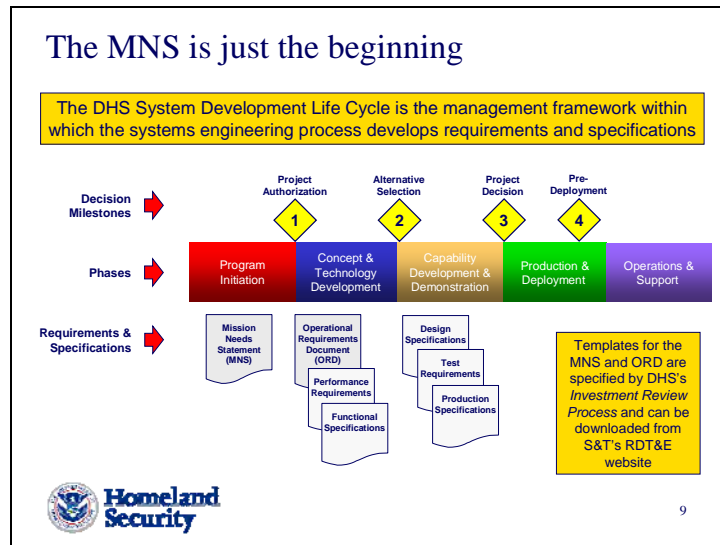 The MNS is just the beginning
The DHS System Development Life Cycle is the management framework within
which the systems engineering process develops requirements and specifications
Decision
Milestones
Project
Authorization
1
Alternative
Selection
2
Project
Decision
3
Pre-
Deployment
4
Phases
Program
Initiation
Concept &
Technology
Development
Capability
Development &
Demonstration
Production &
Deployment
Operations &
Support
Requirements &
Specifications
Mission
Needs
Statement
(MNS)
Operational
Requirements
Document
(ORD)
Performance
Requirements
Functional
Specifications
Design
Specifications
Test
Requirements
Production
Specifications
Templates for
the MNS and ORD are
specified by DHS's
Investment Review
Process and can be
downloaded from
S&T's RDT&E
website
Homeland
Security
9